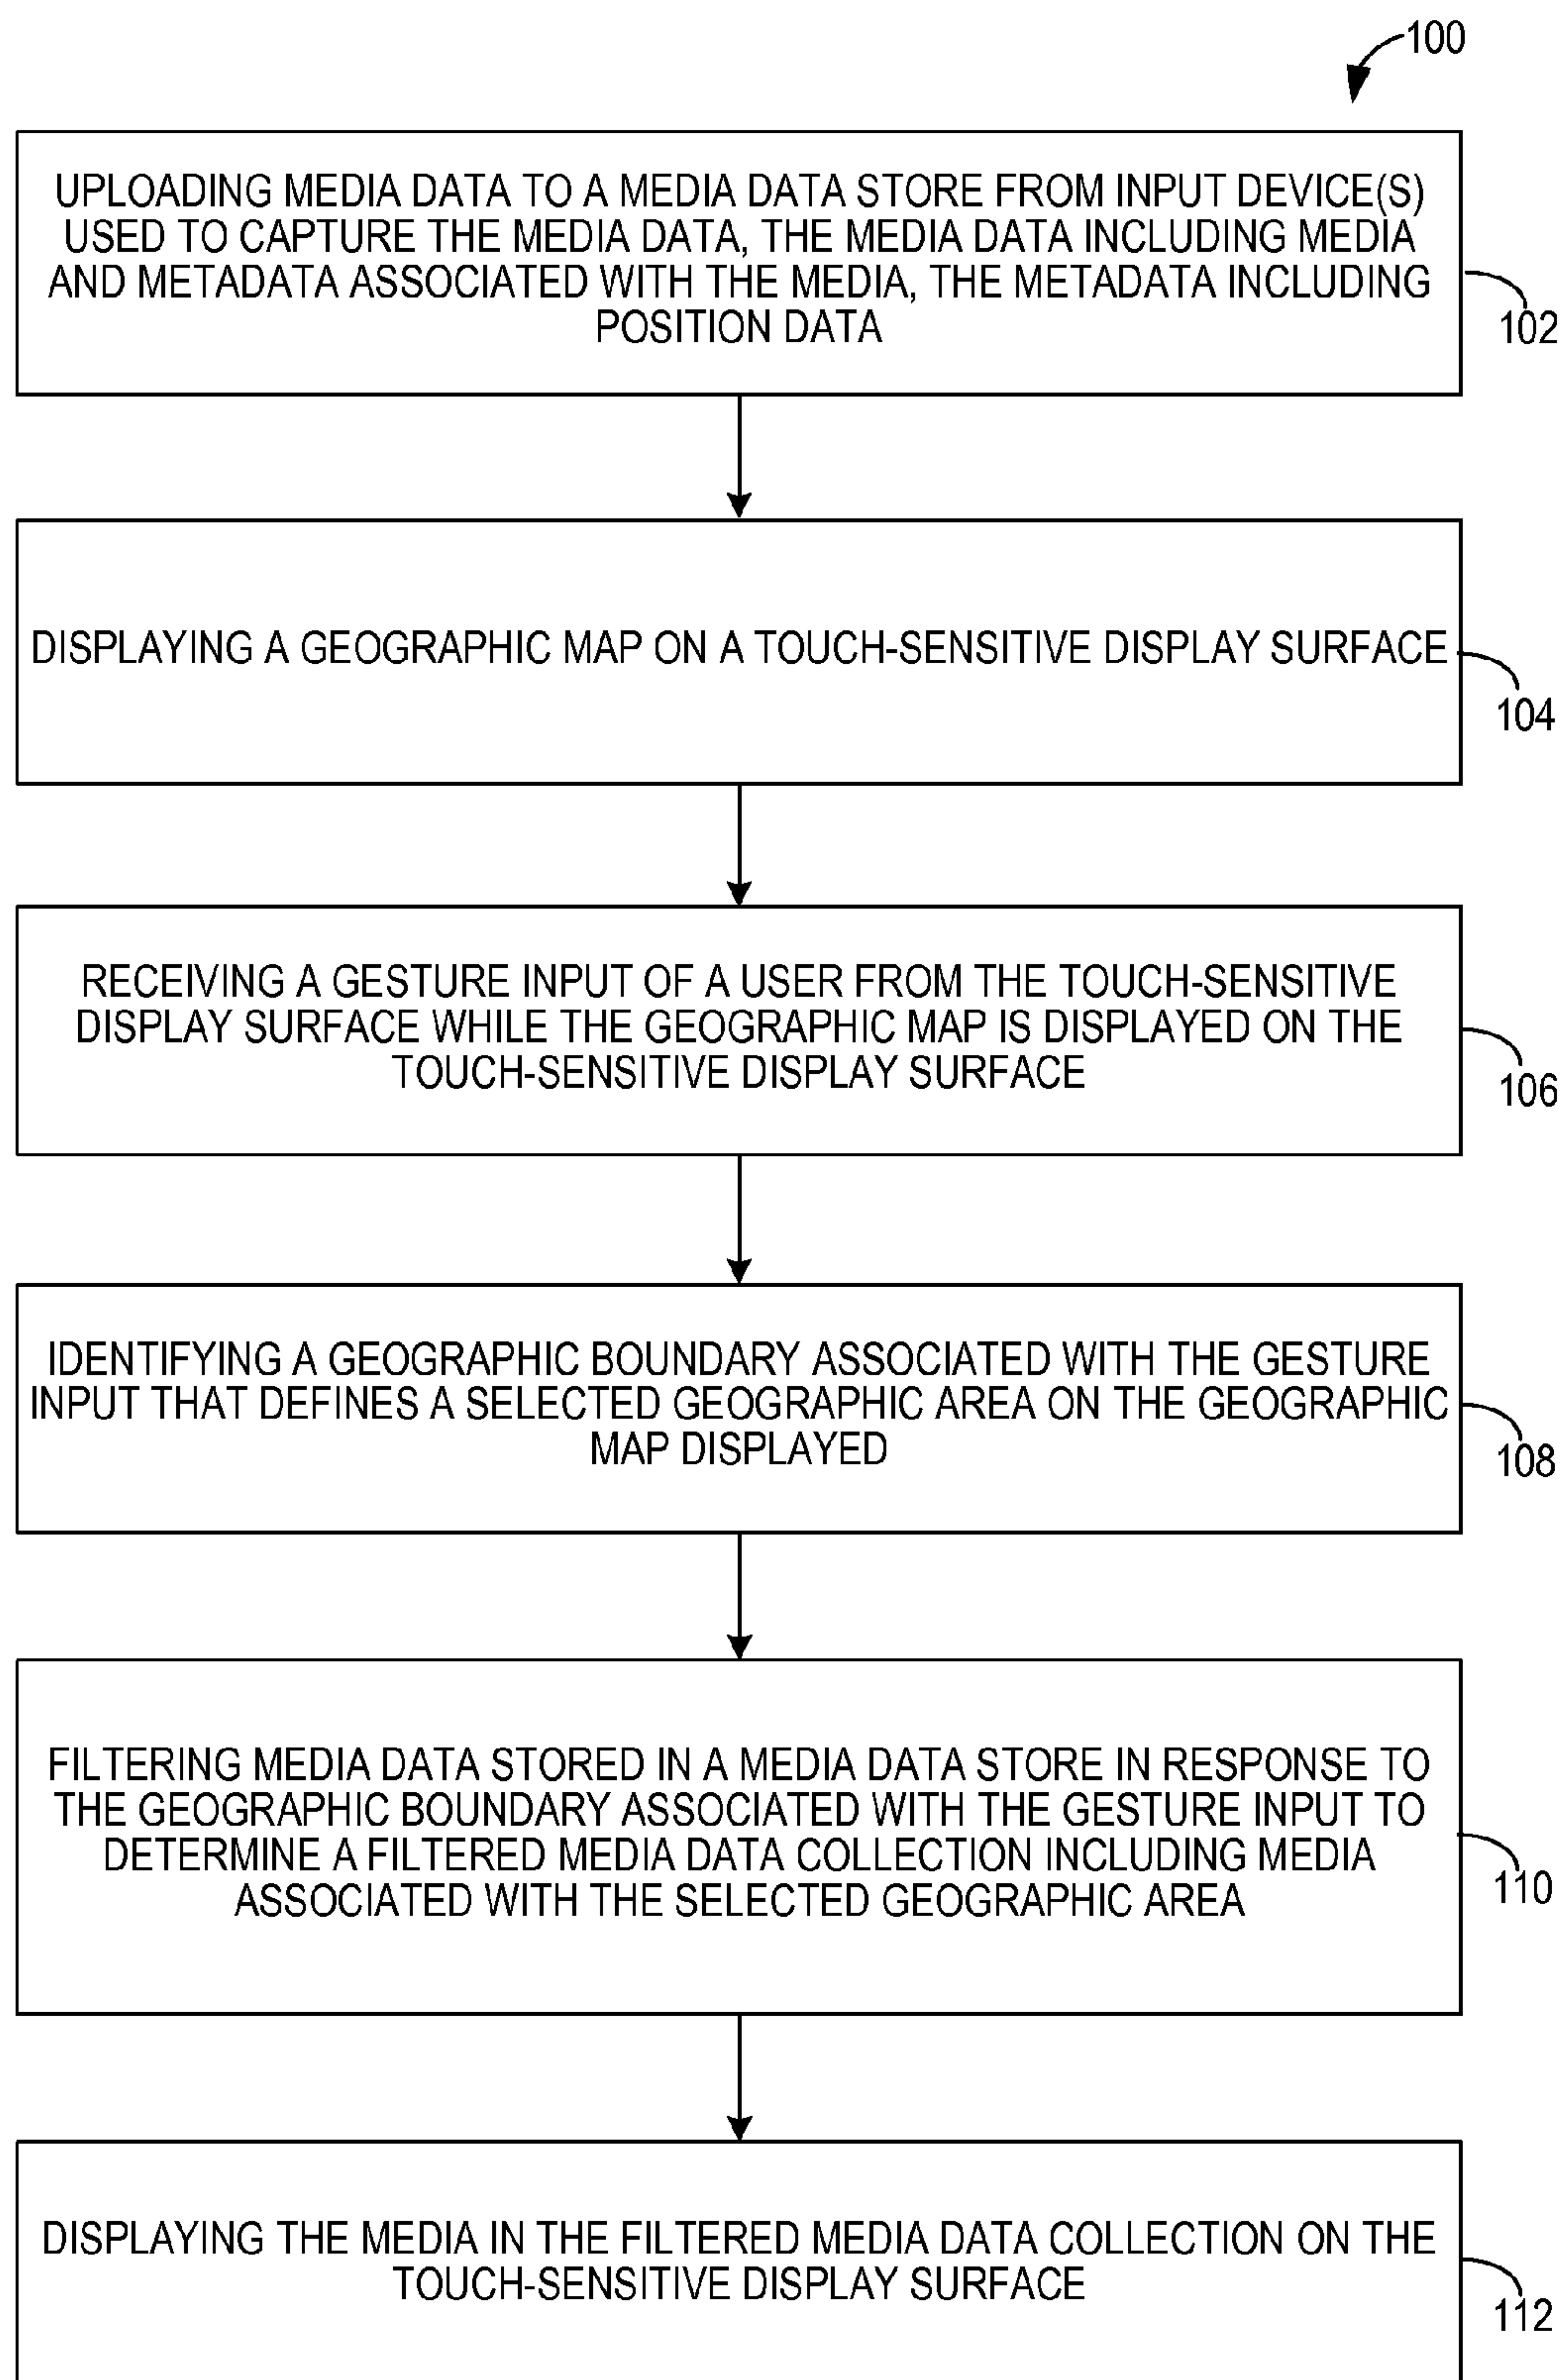 100
UPLOADING MEDIA DATA TO A MEDIA DATA STORE FROM INPUT DEVICE(S)
USED TO CAPTURE THE MEDIA DATA, THE MEDIA DATA INCLUDING MEDIA
AND METADATA ASSOCIATED WITH THE MEDIA, THE METADATA INCLUDING
POSITION DATA
102
DISPLAYING A GEOGRAPHIC MAP ON A TOUCH-SENSITIVE DISPLAY SURFACE
104
RECEIVING A GESTURE INPUT OF A USER FROM THE TOUCH-SENSITIVE
DISPLAY SURFACE WHILE THE GEOGRAPHIC MAP IS DISPLAYED ON THE
TOUCH-SENSITIVE DISPLAY SURFACE
106
IDENTIFYING A GEOGRAPHIC BOUNDARY ASSOCIATED WITH THE GESTURE
INPUT THAT DEFINES A SELECTED GEOGRAPHIC AREA ON THE GEOGRAPHIC
MAP DISPLAYED
108
FILTERING MEDIA DATA STORED IN A MEDIA DATA STORE IN RESPONSE TO
THE GEOGRAPHIC BOUNDARY ASSOCIATED WITH THE GESTURE INPUT TO
DETERMINE A FILTERED MEDIA DATA COLLECTION INCLUDING MEDIA
ASSOCIATED WITH THE SELECTED GEOGRAPHIC AREA
110
DISPLAYING THE MEDIA IN THE FILTERED MEDIA DATA COLLECTION ON THE
TOUCH-SENSITIVE DISPLAY SURFACE
112